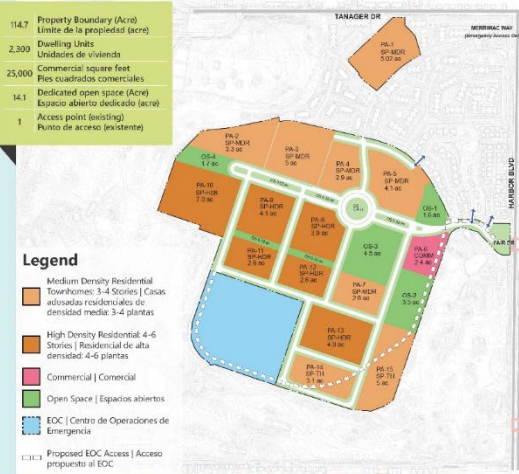 114.7 Property Boundary (Acre)
Límite de la propiedad (acre)
2,300 Dwelling Units
Unidades de vivienda
25,000 Commercial square feet
Pies cuadrados comerciales
14.1 Dedicated open space (Acre)
Espacio abierto dedicado (acre)
1 Access point (existing)
Punto de acceso (existente)
TANAGER DR
MERRIMAC WAY
(Emergency Access Only)
HARBOR BLVD
FAIR DR
PA-1
SP-MDR
5.02 ac
PA-2
SP-MDR
3.3 ac
PA-3
SP-MDR
5 ac
PA-4
SP-MDR
2.9 ac
PA-5
SP-MDR
4.1 ac
OS-4
1.7 ac
OS-1
1.6 ac
PA-10
SP-HDR
7.0 ac
PA-9
SP-HDR
4.1 ac
PA-8
SP-HDR
3.9 ac
OS-3
4.5 ac
PA-6
COMM
2.4 ac
PA-11
SP-HDR
2.6 ac
PA-12
SP-HDR
2.6 ac
PA-7
SP-MDR
2.6 ac
OS-2
3.5 ac
PA-13
SP-HDR
4.0 ac
PA-14
SP-TH
3.1 ac
PA-15
SP-TH
5 ac
Legend
Medium Density Residential
Townhomes: 3-4 Stories | Casas
adosadas residenciales de
densidad media: 3-4 plantas
High Density Residential: 4-6
Stories | Residencial de alta
densidad: 4-6 plantas
Commercial | Comercial
Open Space | Espacios abiertos
EOC | Centro de Operaciones de
Emergencia
Proposed EOC Access | Acceso
propuesto al EOC